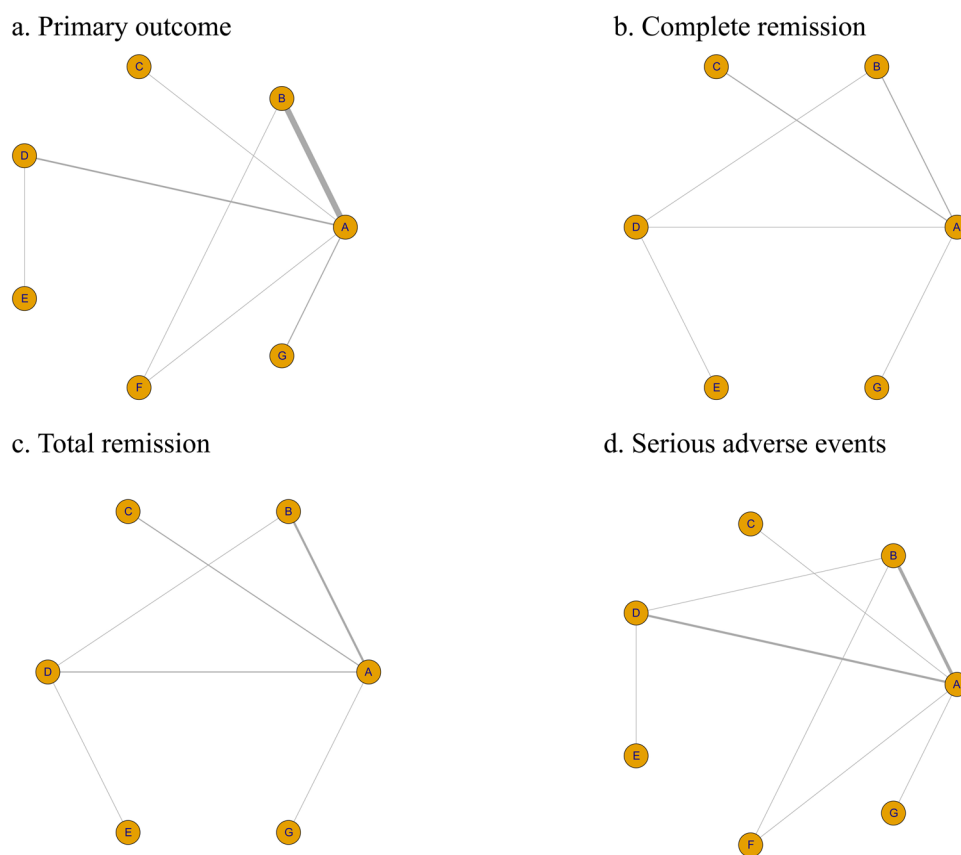 a. Primary outcome
C
B
D
A
E
G
F
b. Complete remission
C
B
D
A
E
G
c. Total remission
C
B
D
A
E
G
d. Serious adverse events
C
B
D
A
E
G
F